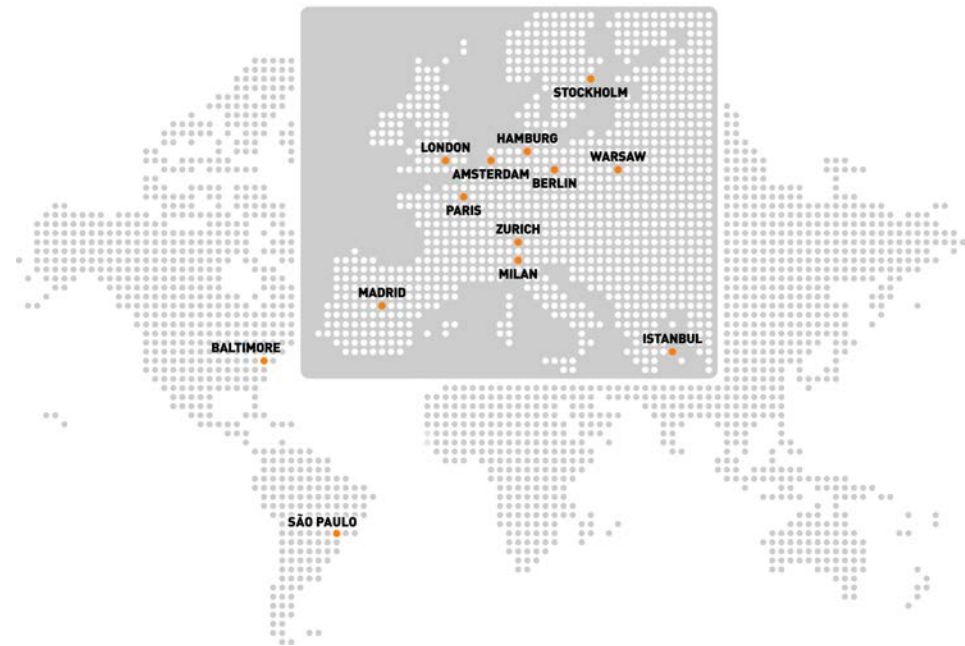 STOCKHOLM
HAMBURG
LONDON
WARSAW
AMSTERDAM
BERLIN
PARIS
ZURICH
MILAN
MADRID
ISTANBUL
BALTIMORE
SÃO PAULO